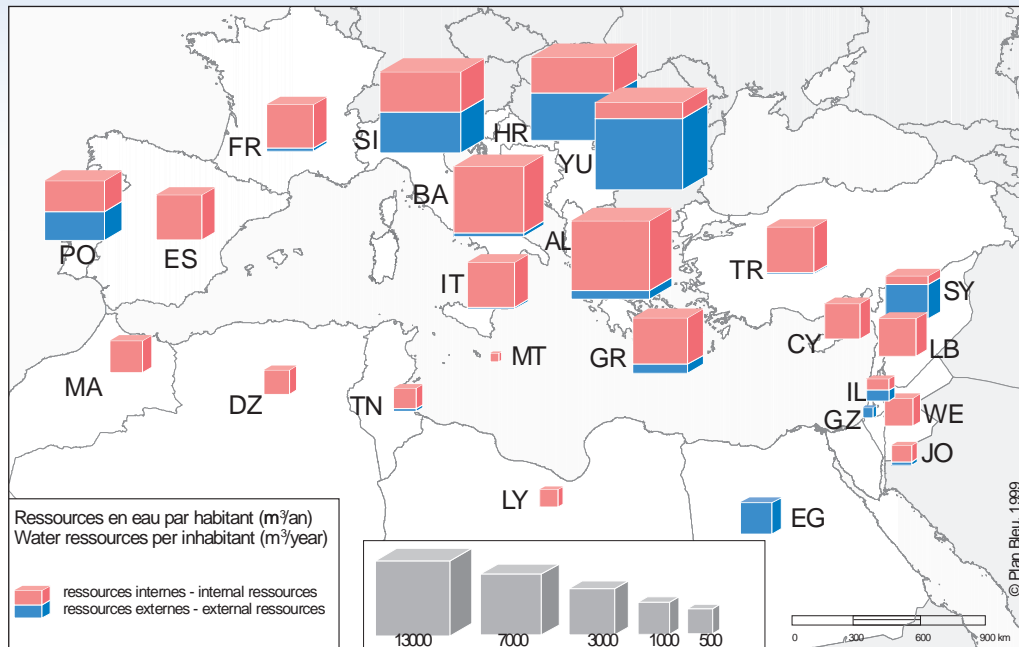 FR
SI
HR
YU
BA
PO
ES
AL
IT
TR
SY
CY
LB
MT
GR
MA
DZ
TN
IL
GZ
WE
JO
LY
EG
Ressources en eau par habitant (m³/an)
Water ressources per inhabitant (m³/year)
ressources internes - internal ressources
ressources externes - external ressources
13000 7000 3000 1000 500
0 300 600 900 km
© Plan Bleu, 1999